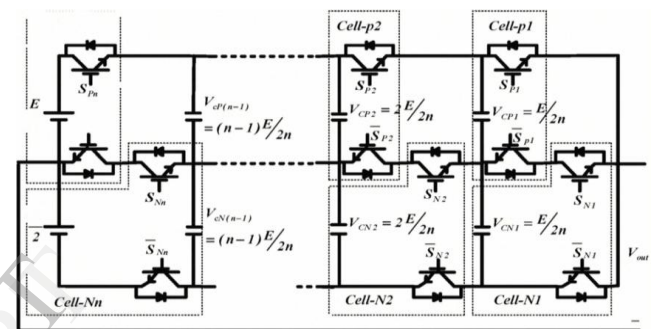 Cell-p2
Cell-p1
S_Pn
S_P2
S_P1
E
V_cP(n-1)
= (n-1) E/2n
V_CP2 = 2 E/2n
V_CP1 = E/2n
S̅_P2
S̅_p1
S_Nn
S_N2
S_N1
2
V_cN(n-1)
= (n-1) E/2n
V_CN2 = 2 E/2n
V_CN1 = E/2n
S̅_Nn
S̅_N2
S̅_N1
V_out
Cell-Nn
Cell-N2
Cell-N1